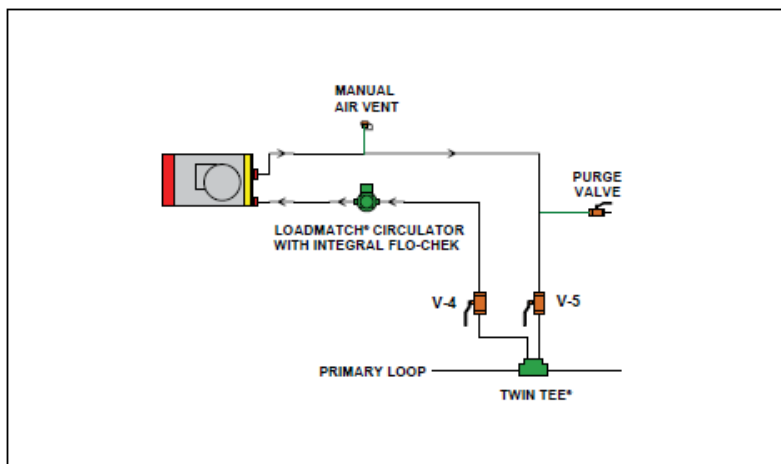 MANUAL
AIR VENT
PURGE
VALVE
LOADMATCH® CIRCULATOR
WITH INTEGRAL FLO-CHEK
V-4
V-5
PRIMARY LOOP
TWIN TEE®